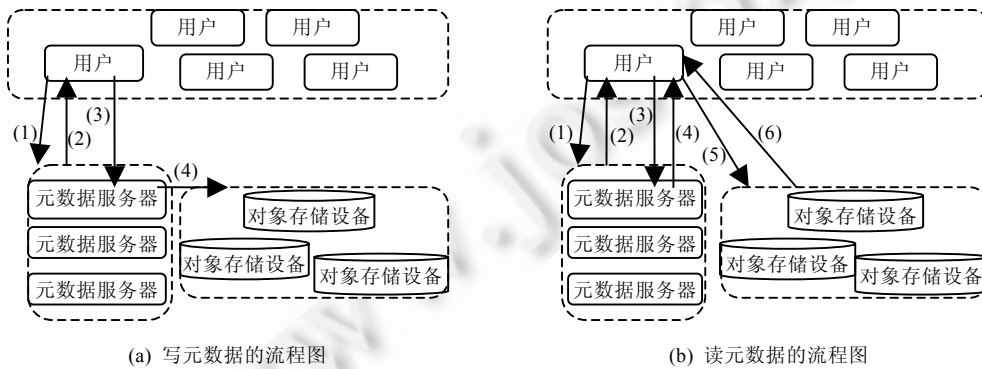 用户
用户
用户
用户
用户
(1)
(2)
(3)
(4)
元数据服务器
元数据服务器
元数据服务器
对象存储设备
对象存储设备
对象存储设备
(a) 写元数据的流程图
用户
用户
用户
用户
用户
(1)
(2)
(3)
(4)
(5)
(6)
元数据服务器
元数据服务器
元数据服务器
对象存储设备
对象存储设备
对象存储设备
(b) 读元数据的流程图